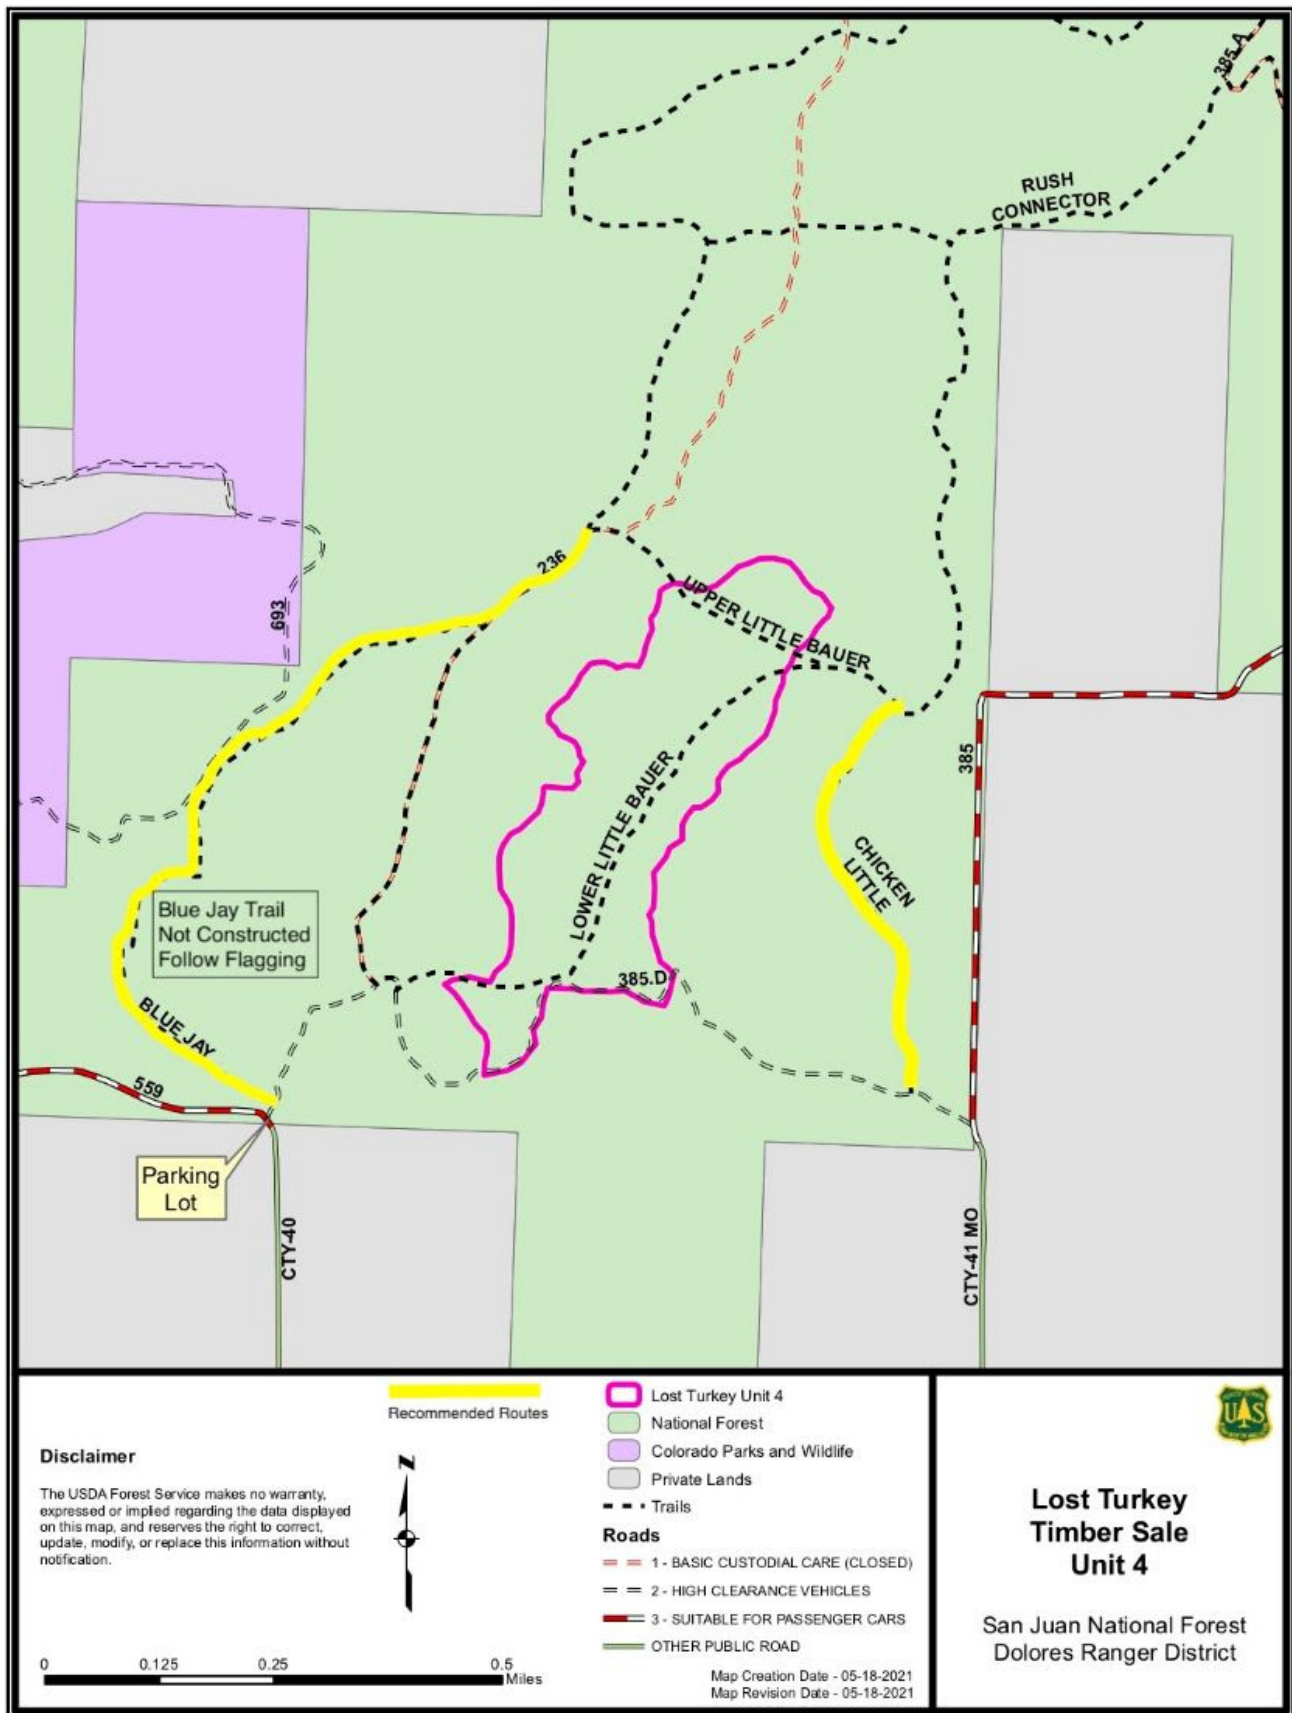 385.A
RUSH
CONNECTOR
236
693
UPPER LITTLE BAUER
385
LOWER LITTLE BAUER
CHICKEN
LITTLE
Blue Jay Trail
Not Constructed
Follow Flagging
385.D
BLUE JAY
559
Parking
Lot
CTY-40
CTY-41 MO
Recommended Routes
Disclaimer
The USDA Forest Service makes no warranty,
expressed or implied regarding the data displayed
on this map, and reserves the right to correct,
update, modify, or replace this information without
notification.
N
0 0.125 0.25 0.5
Miles
Lost Turkey Unit 4
National Forest
Colorado Parks and Wildlife
Private Lands
Trails
Roads
1 - BASIC CUSTODIAL CARE (CLOSED)
2 - HIGH CLEARANCE VEHICLES
3 - SUITABLE FOR PASSENGER CARS
OTHER PUBLIC ROAD
Map Creation Date - 05-18-2021
Map Revision Date - 05-18-2021
UAS
Lost Turkey
Timber Sale
Unit 4
San Juan National Forest
Dolores Ranger District